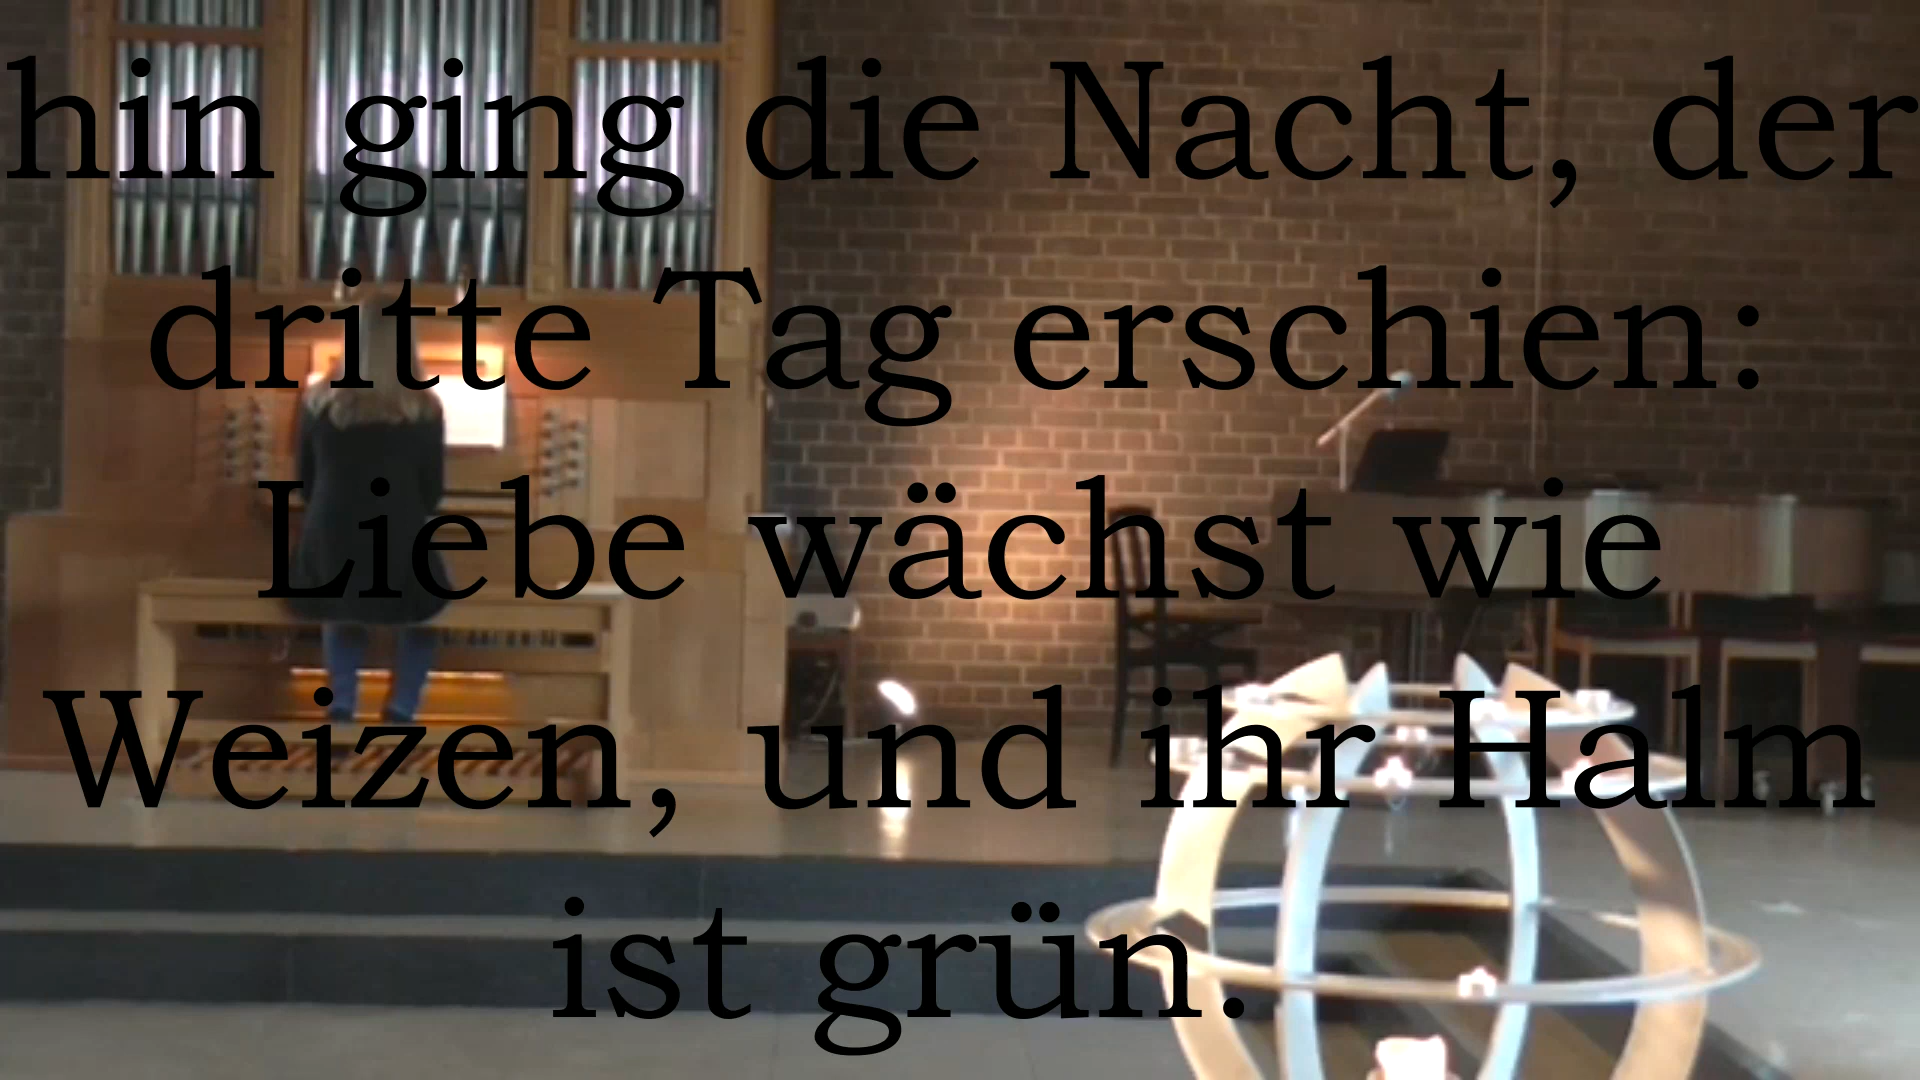 hin ging die Nacht, der
dritte Tag erschien:
Liebe wächst wie
Weizen, und ihr Halm
ist grün.